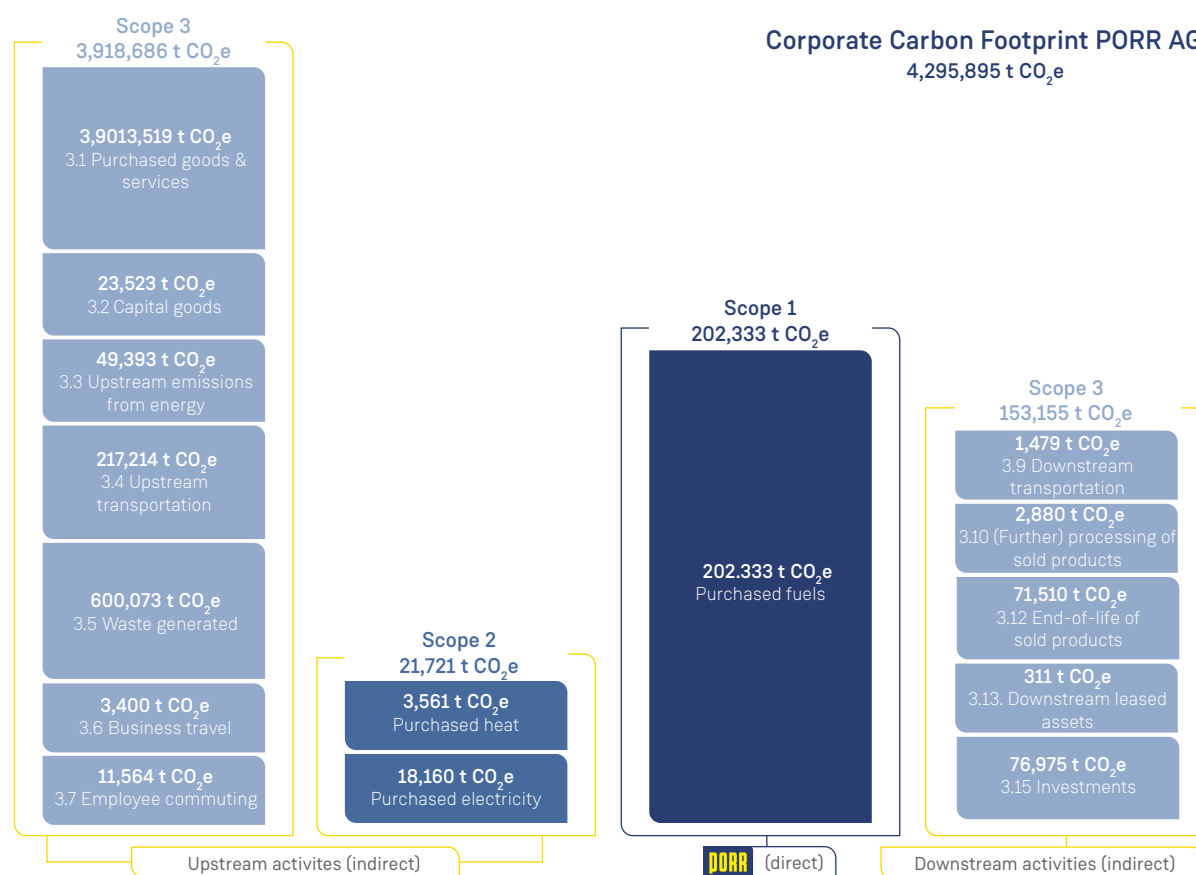 Corporate Carbon Footprint PORR AG
4,295,895 t CO₂e
Scope 3
3,918,686 t CO₂e
3,9013,519 t CO₂e
3.1 Purchased goods &
services
23,523 t CO₂e
3.2 Capital goods
49,393 t CO₂e
3.3 Upstream emissions
from energy
217,214 t CO₂e
3.4 Upstream
transportation
600,073 t CO₂e
3.5 Waste generated
3,400 t CO₂e
3.6 Business travel
11,564 t CO₂e
3.7 Employee commuting
Scope 2
21,721 t CO₂e
3,561 t CO₂e
Purchased heat
18,160 t CO₂e
Purchased electricity
Upstream activites (indirect)
Scope 1
202,333 t CO₂e
202.333 t CO₂e
Purchased fuels
PORR (direct)
Scope 3
153,155 t CO₂e
1,479 t CO₂e
3.9 Downstream
transportation
2,880 t CO₂e
3.10 (Further) processing of
sold products
71,510 t CO₂e
3.12 End-of-life of
sold products
311 t CO₂e
3.13. Downstream leased
assets
76,975 t CO₂e
3.15 Investments
Downstream activities (indirect)